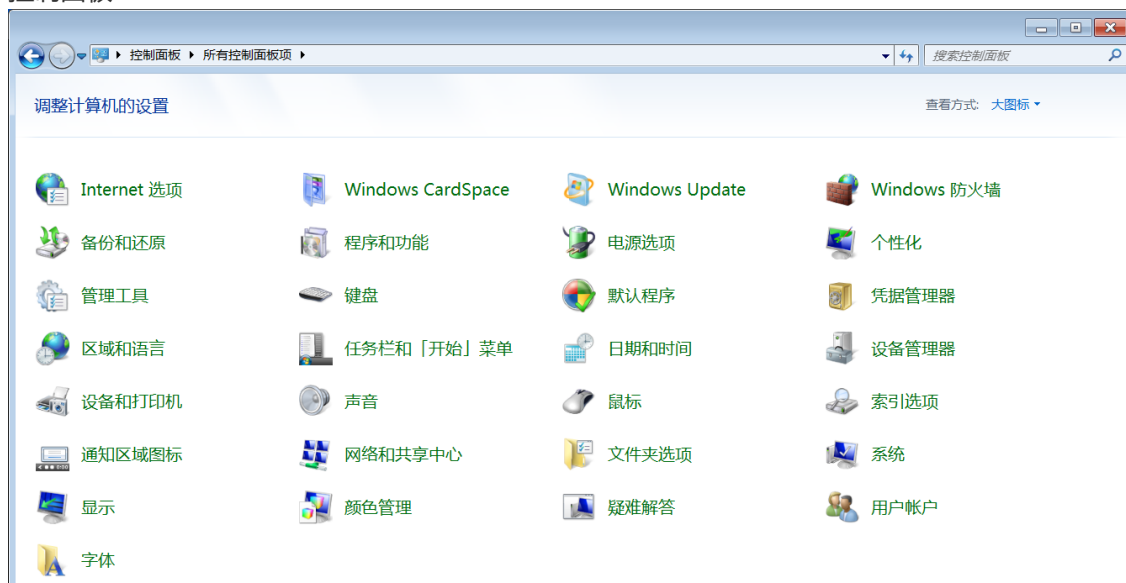 控制面板
控制面板 ▸ 所有控制面板项 ▸
搜索控制面板
调整计算机的设置
查看方式: 大图标
Internet 选项 Windows CardSpace Windows Update Windows 防火墙
备份和还原 程序和功能 电源选项 个性化
管理工具 键盘 默认程序 凭据管理器
区域和语言 任务栏和「开始」菜单 日期和时间 设备管理器
设备和打印机 声音 鼠标 索引选项
通知区域图标 网络和共享中心 文件夹选项 系统
显示 颜色管理 疑难解答 用户帐户
字体